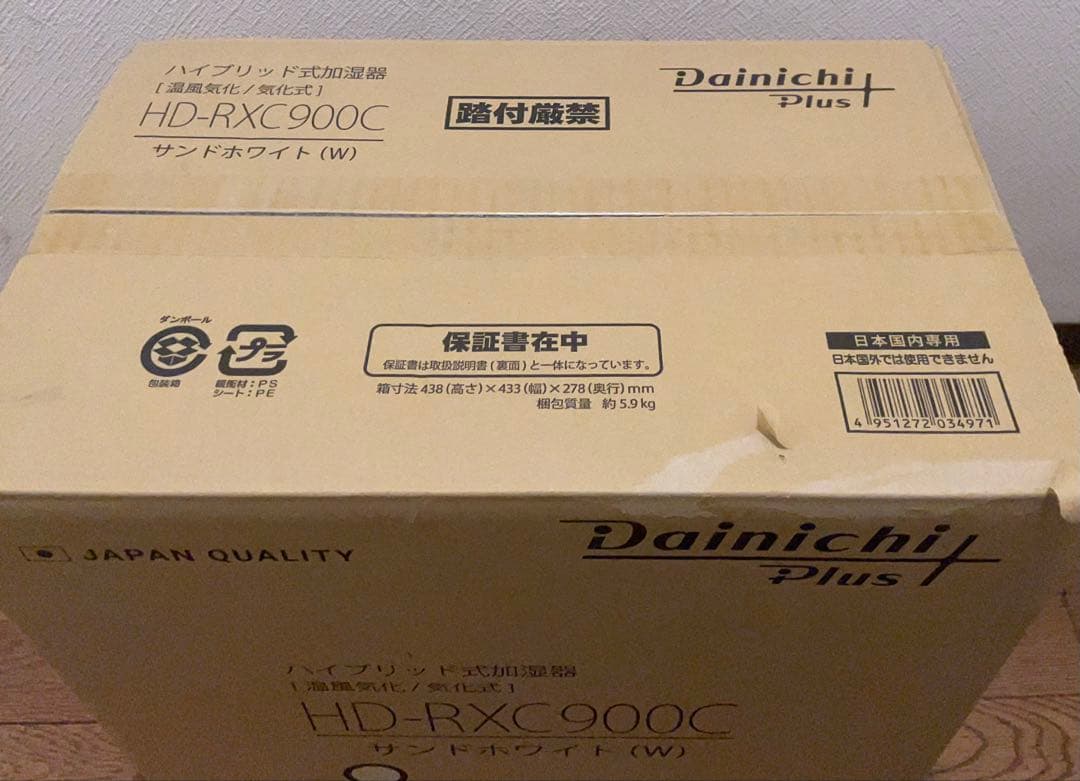 ハイブリッド式加湿器
[温風気化/気化式]
HD-RXC900C
サンドホワイト(W)
踏付厳禁
Dainichi
Plus
ダンボール
包装箱
プラ
緩衝材:PS
シート:PE
保証書在中
保証書は取扱説明書(裏面)と一体になっています。
箱寸法 438(高さ)×433(幅)×278(奥行)mm
梱包質量 約5.9kg
日本国内専用
日本国外では使用できません
4 951272 034971
JAPAN QUALITY
Dainichi
Plus
ハイブリッド式加湿器
[温風気化/気化式]
HD-RXC900C
サンドホワイト(W)